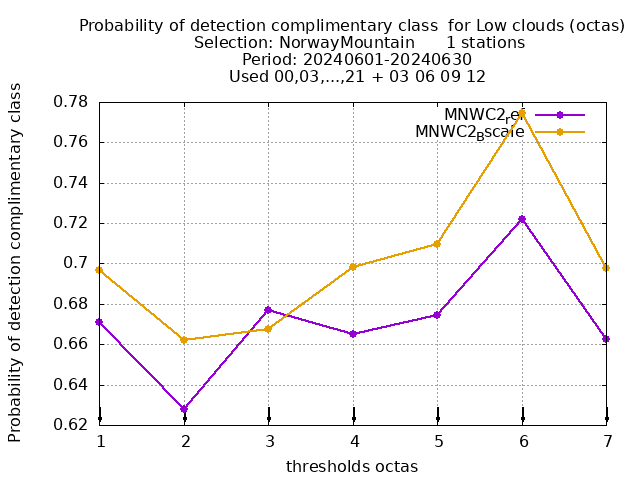 Probability of detection complimentary class  for Low clouds (octas)
Selection: NorwayMountain      1 stations
Period: 20240601-20240630
Used 00,03,...,21 + 03 06 09 12
Probability of detection complimentary class
0.78
0.76
0.74
0.72
0.7
0.68
0.66
0.64
0.62
MNWC2ref
MNWC2Bscale
1 2 3 4 5 6 7
thresholds octas